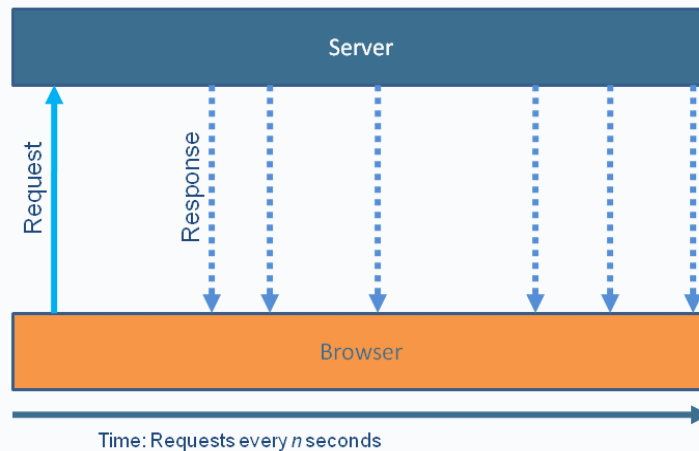 Server
Request
Response
Browser
Time: Requests every n seconds